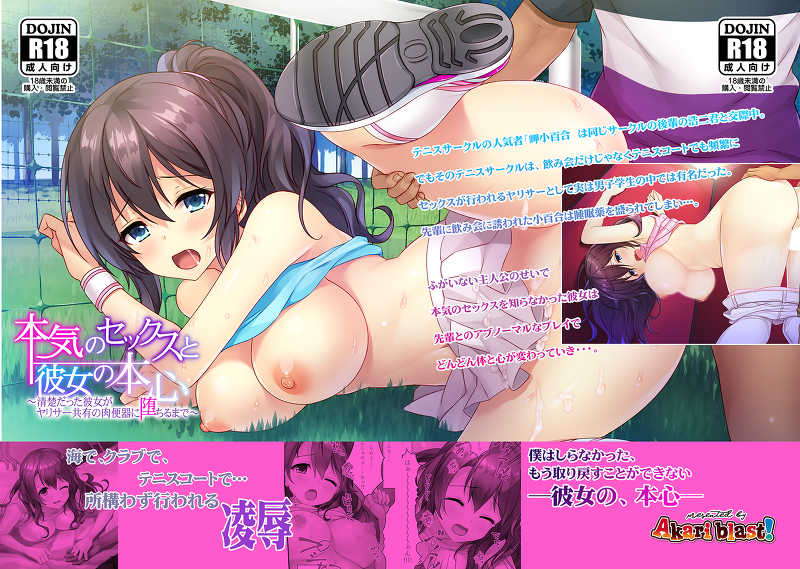 DOJIN
R18
成人向け
18歳未満の
購入・閲覧禁止
DOJIN
R18
成人向け
18歳未満の
購入・閲覧禁止
テニスサークルの人気者「岬小百合」は同じサークルの後輩の浩二君と交際中。
でもそのテニスサークルは、飲み会だけじゃなくテニスコートでも頻繁に
セックスが行われるヤリサーとして実は男子学生の中では有名だった。
先輩に飲み会に誘われた小百合は睡眠薬を盛られてしまい…。
ふがいない主人公のせいで
本気のセックスを知らなかった彼女は
先輩とのアブノーマルなプレイで
どんどん体と心が変わっていき・・・。
本気のセックスと
彼女の本心
～清楚だった彼女が
ヤリサー共有の肉便器に堕ちるまで～
海で、クラブで、
テニスコートで…
所構わず行われる
凌辱
僕はしらなかった、
もう取り戻すことができない
―彼女の、本心―
presented by
Akari blast!